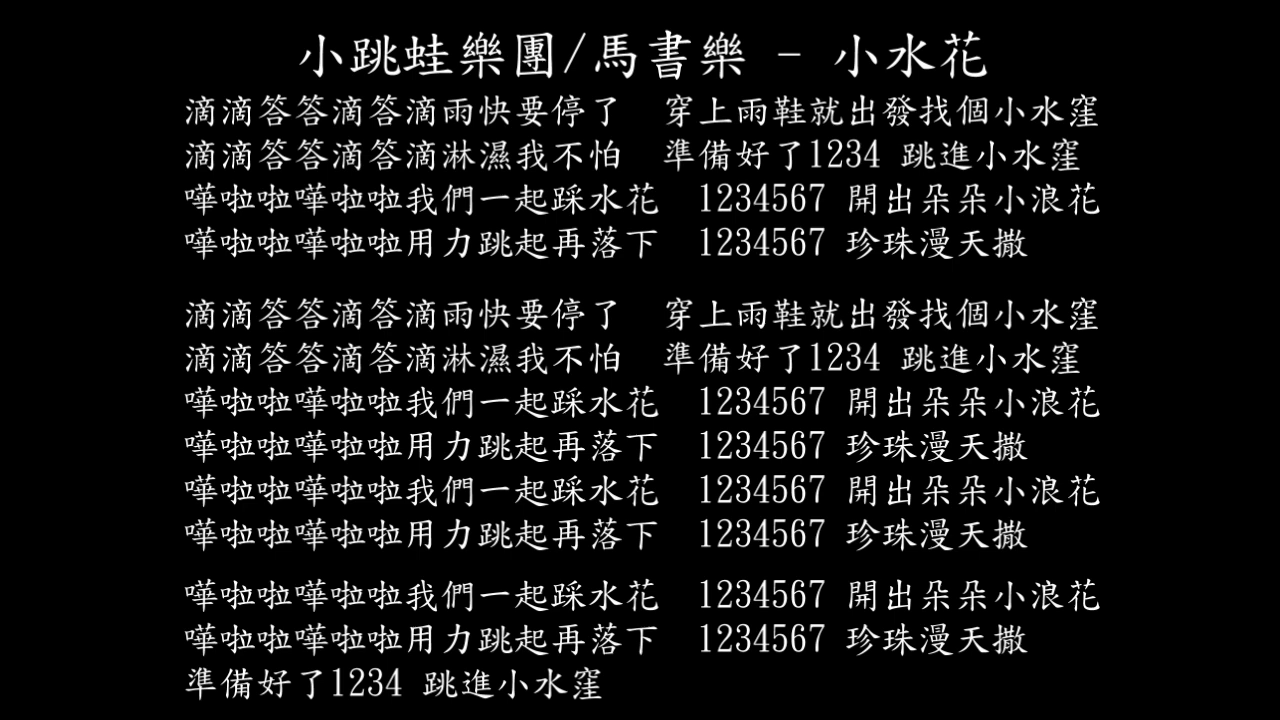 小跳蛙樂團/馬書樂 - 小水花
滴滴答答滴答滴雨快要停了　穿上雨鞋就出發找個小水窪
滴滴答答滴答滴淋濕我不怕　準備好了1234 跳進小水窪
嘩啦啦嘩啦啦我們一起踩水花　1234567 開出朵朵小浪花
嘩啦啦嘩啦啦用力跳起再落下　1234567 珍珠漫天撒
滴滴答答滴答滴雨快要停了　穿上雨鞋就出發找個小水窪
滴滴答答滴答滴淋濕我不怕　準備好了1234 跳進小水窪
嘩啦啦嘩啦啦我們一起踩水花　1234567 開出朵朵小浪花
嘩啦啦嘩啦啦用力跳起再落下　1234567 珍珠漫天撒
嘩啦啦嘩啦啦我們一起踩水花　1234567 開出朵朵小浪花
嘩啦啦嘩啦啦用力跳起再落下　1234567 珍珠漫天撒
嘩啦啦嘩啦啦我們一起踩水花　1234567 開出朵朵小浪花
嘩啦啦嘩啦啦用力跳起再落下　1234567 珍珠漫天撒
準備好了1234 跳進小水窪